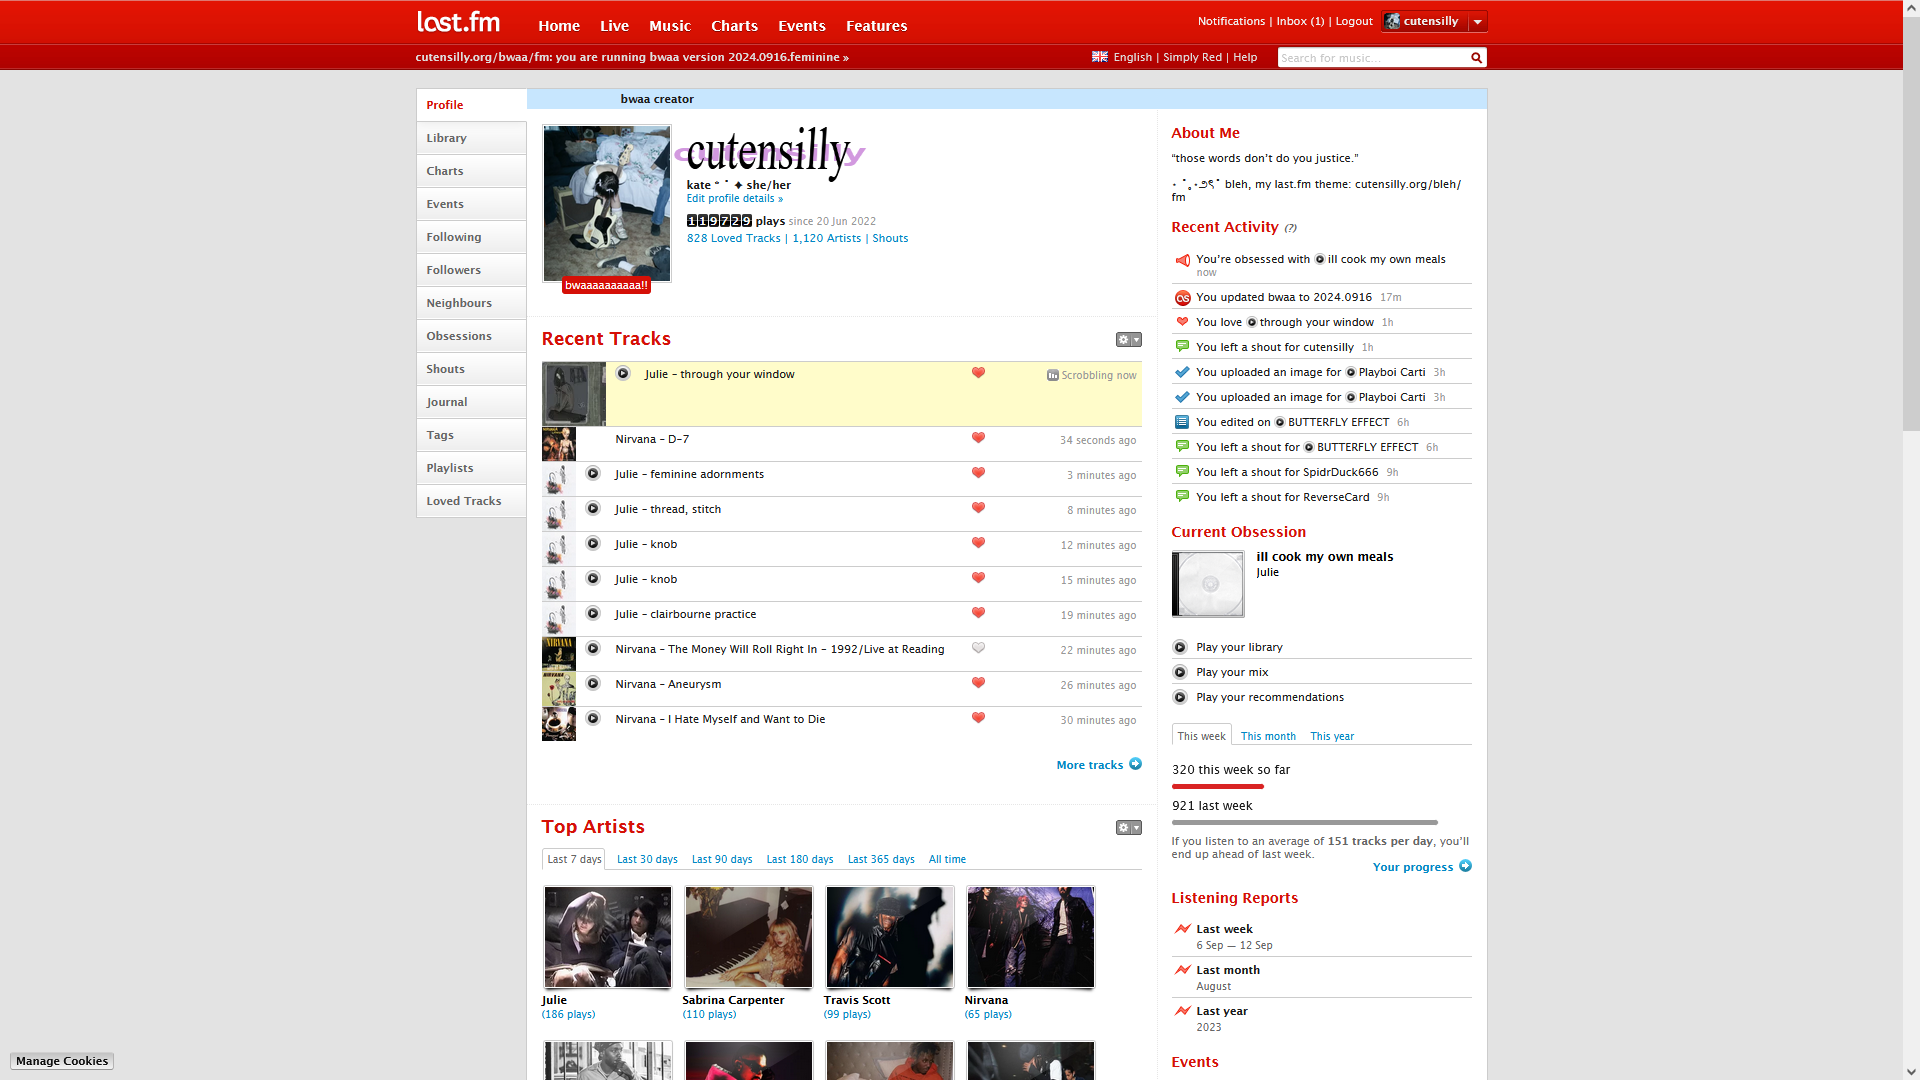 last.fm
Home Live Music Charts Events Features
Notifications | Inbox (1) | Logout
cutensilly
cutensilly.org/bwaa/fm: you are running bwaa version 2024.0916.feminine »
English | Simply Red | Help
Search for music...
Profile
Library
Charts
Events
Following
Followers
Neighbours
Obsessions
Shouts
Journal
Tags
Playlists
Loved Tracks
bwaa creator
cutensilly
kate ๋࣭ ⭑ ✦ she/her
Edit profile details »
119729 plays since 20 Jun 2022
828 Loved Tracks | 1,120 Artists | Shouts
bwaaaaaaaaaa!!
Recent Tracks
Julie – through your window Scrobbling now
Nirvana – D-7 34 seconds ago
Julie – feminine adornments 3 minutes ago
Julie – thread, stitch 8 minutes ago
Julie – knob 12 minutes ago
Julie – knob 15 minutes ago
Julie – clairbourne practice 19 minutes ago
Nirvana – The Money Will Roll Right In - 1992/Live at Reading 22 minutes ago
Nirvana – Aneurysm 26 minutes ago
Nirvana – I Hate Myself and Want to Die 30 minutes ago
More tracks
Top Artists
Last 7 days Last 30 days Last 90 days Last 180 days Last 365 days All time
Julie
(186 plays)
Sabrina Carpenter
(110 plays)
Travis Scott
(99 plays)
Nirvana
(65 plays)
About Me
“those words don’t do you justice.”
⋆ ˚｡⋆୨୧˚ bleh, my last.fm theme: cutensilly.org/bleh/
fm
Recent Activity (?)
You’re obsessed with ill cook my own meals
now
You updated bwaa to 2024.0916 17m
You love through your window 1h
You left a shout for cutensilly 1h
You uploaded an image for Playboi Carti 3h
You uploaded an image for Playboi Carti 3h
You edited on BUTTERFLY EFFECT 6h
You left a shout for BUTTERFLY EFFECT 6h
You left a shout for SpidrDuck666 9h
You left a shout for ReverseCard 9h
Current Obsession
ill cook my own meals
Julie
Play your library
Play your mix
Play your recommendations
This week This month This year
320 this week so far
921 last week
If you listen to an average of 151 tracks per day, you’ll
end up ahead of last week.
Your progress
Listening Reports
Last week
6 Sep — 12 Sep
Last month
August
Last year
2023
Events
Manage Cookies